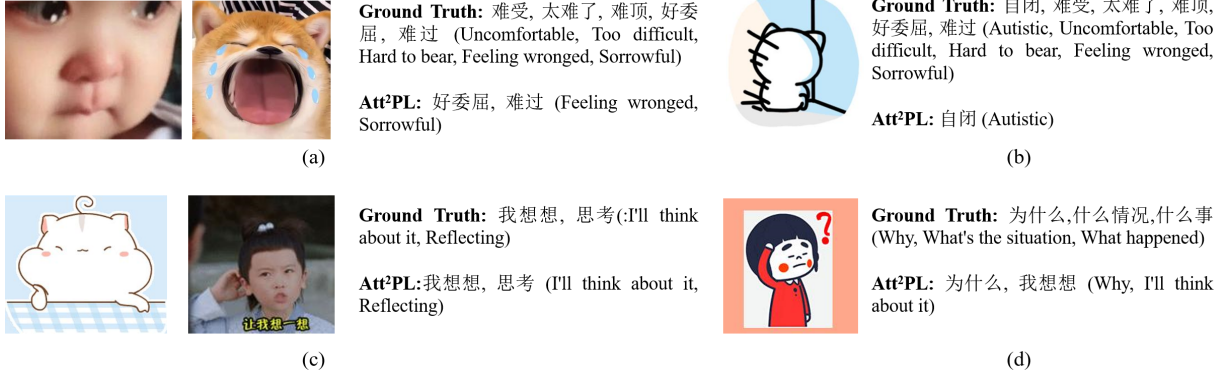 Ground Truth: 难受, 太难了, 难顶, 好委
屈, 难过 (Uncomfortable, Too difficult,
Hard to bear, Feeling wronged, Sorrowful)
Att²PL: 好委屈, 难过 (Feeling wronged,
Sorrowful)
(a)
Ground Truth: 自闭, 难受, 太难了, 难顶,
好委屈, 难过 (Autistic, Uncomfortable, Too
difficult, Hard to bear, Feeling wronged,
Sorrowful)
Att²PL: 自闭 (Autistic)
(b)
让我想一想
Ground Truth: 我想想, 思考(:I'll think
about it, Reflecting)
Att²PL:我想想, 思考 (I'll think about it,
Reflecting)
(c)
?
Ground Truth: 为什么,什么情况,什么事
(Why, What's the situation, What happened)
Att²PL: 为什么, 我想想 (Why, I'll think
about it)
(d)